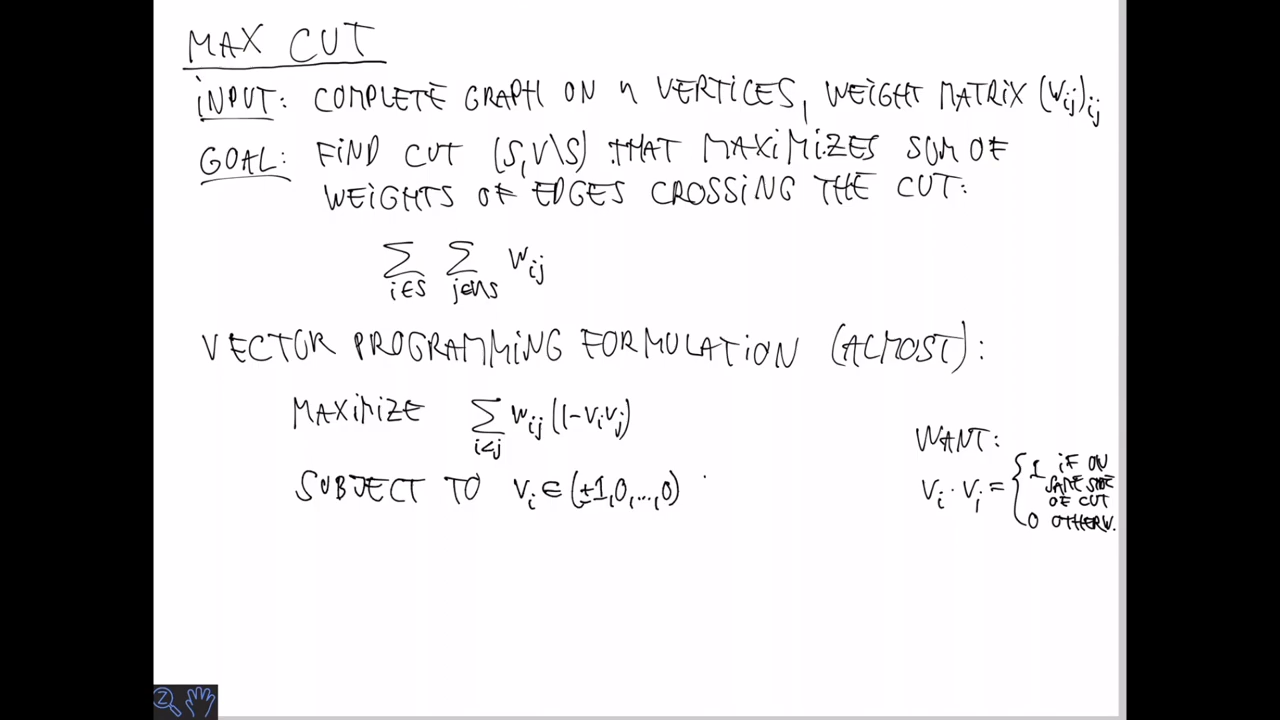 MAX CUT
INPUT: COMPLETE GRAPH ON n VERTICES, WEIGHT MATRIX (Wij)ij
GOAL: FIND CUT (S, V\S) THAT MAXIMIZES SUM OF
WEIGHTS OF EDGES CROSSING THE CUT:
∑ i∈S ∑ j∈V\S wij
VECTOR PROGRAMMING FORMULATION (ALMOST):
MAXIMIZE ∑ i<j wij (1-vivj)
SUBJECT TO vi ∈ (±1,0,...,0)
WANT:
vi · vj = { 1 IF ON
SAME SIDE
OF CUT
0 OTHERW.
Z